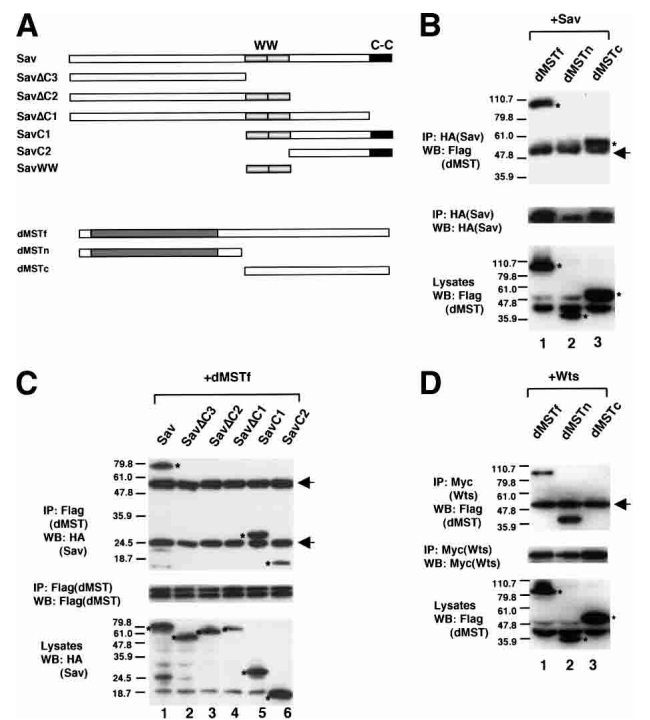 A
WW
C-C
Sav
SavΔC3
SavΔC2
SavΔC1
SavC1
SavC2
SavWW
dMSTf
dMSTn
dMSTc
B
+Sav
dMSTf
dMSTn
dMSTc
110.7
79.8
IP: HA(Sav) 61.0
WB: Flag 47.8
(dMST)
35.9
*
*
IP: HA(Sav)
WB: HA(Sav)
110.7
79.8
Lysates 61.0
WB: Flag 47.8
(dMST) 35.9
*
*
*
1 2 3
C
+dMSTf
Sav
SavΔC3
SavΔC2
SavΔC1
SavC1
SavC2
79.8
61.0
47.8
IP: Flag 35.9
(dMST)
WB: HA 24.5
(Sav)
18.7
*
*
*
IP: Flag(dMST)
WB: Flag(dMST)
79.8
61.0
Lysates 47.8
WB: HA 35.9
(Sav) 24.5
18.7
*
*
*
*
*
*
1 2 3 4 5 6
D
+Wts
dMSTf
dMSTn
dMSTc
110.7
79.8
IP: Myc 61.0
(Wts)
WB: Flag 47.8
(dMST) 35.9
IP: Myc(Wts)
WB: Myc(Wts)
110.7
79.8
Lysates 61.0
WB: Flag 47.8
(dMST) 35.9
*
*
*
1 2 3